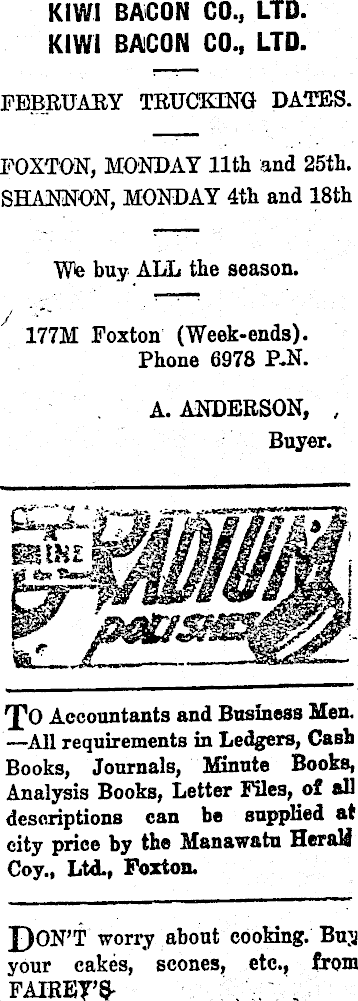 KIWI BACON CO., LTD.
KIWI BACON CO., LTD.
FEBRUARY TRUCKING DATES.
FOXTON, MONDAY 11th and 25th.
SHANNON, MONDAY 4th and 18th
We buy ALL the season.
177M Foxton (Week-ends).
Phone 6978 P.N.
A. ANDERSON,
Buyer.
RADIUM
POLISHES
TO Accountants and Business Men.
—All requirements in Ledgers, Cash
Books, Journals, Minute Books,
Analysis Books, Letter Files, of all
descriptions can be supplied at
city price by the Manawatu Herald
Coy., Ltd., Foxton.
DON'T worry about cooking. Buy
your cakes, scones, etc., from
FAIREY'S